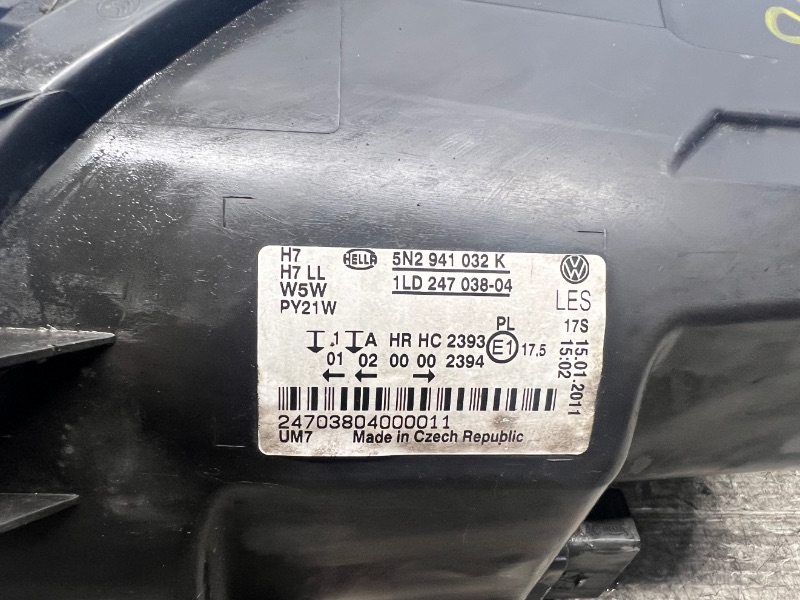 H7
H7 LL
W5W
PY21W
HELLA
5N2 941 032 K
1LD 247 038-04
LES
17S
15.01.2011
15:02
.1 A HR HC 2393
01 02 00 00 2394
PL
E1 17.5
24703804000011
UM7 Made in Czech Republic